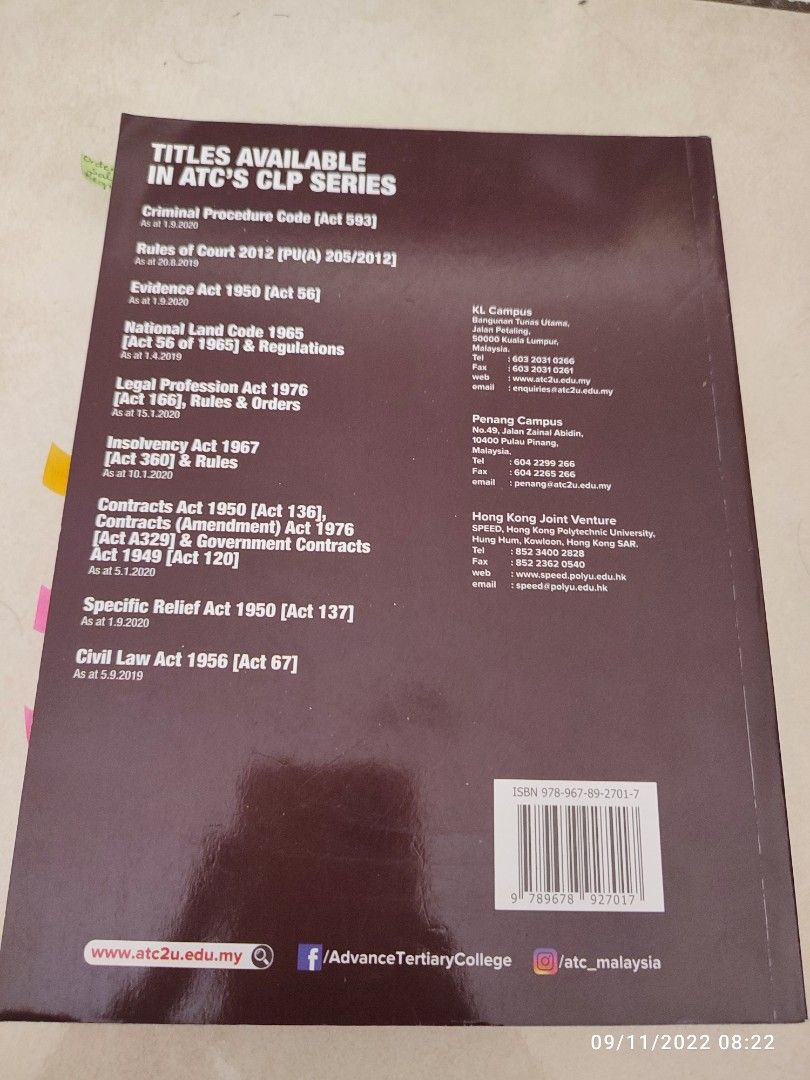 TITLES AVAILABLE
IN ATC'S CLP SERIES
Criminal Procedure Code [Act 593]
As at 1.9.2020
Rules of Court 2012 [PU(A) 205/2012]
As at 20.8.2019
Evidence Act 1950 [Act 56]
As at 1.9.2020
National Land Code 1965
[Act 56 of 1965] & Regulations
As at 1.4.2019
Legal Profession Act 1976
[Act 166], Rules & Orders
As at 15.1.2020
Insolvency Act 1967
[Act 360] & Rules
As at 10.1.2020
Contracts Act 1950 [Act 136],
Contracts (Amendment) Act 1976
[Act A329] & Government Contracts
Act 1949 [Act 120]
As at 5.1.2020
Specific Relief Act 1950 [Act 137]
As at 1.9.2020
Civil Law Act 1956 [Act 67]
As at 5.9.2019
KL Campus
Bangunan Tunas Utama,
Jalan Petaling,
50000 Kuala Lumpur,
Malaysia.
Tel : 603 2031 0266
Fax : 603 2031 0261
web : www.atc2u.edu.my
email : enquiries@atc2u.edu.my
Penang Campus
No.49, Jalan Zainal Abidin,
10400 Pulau Pinang,
Malaysia.
Tel : 604 2299 266
Fax : 604 2265 266
email : penang@atc2u.edu.my
Hong Kong Joint Venture
SPEED, Hong Kong Polytechnic University,
Hung Hum, Kowloon, Hong Kong SAR.
Tel : 852 3400 2828
Fax : 852 2362 0540
web : www.speed.polyu.edu.hk
email : speed@polyu.edu.hk
ISBN 978-967-89-2701-7
9 789678 927017
www.atc2u.edu.my
f /AdvanceTertiaryCollege
/atc_malaysia
09/11/2022 08:22